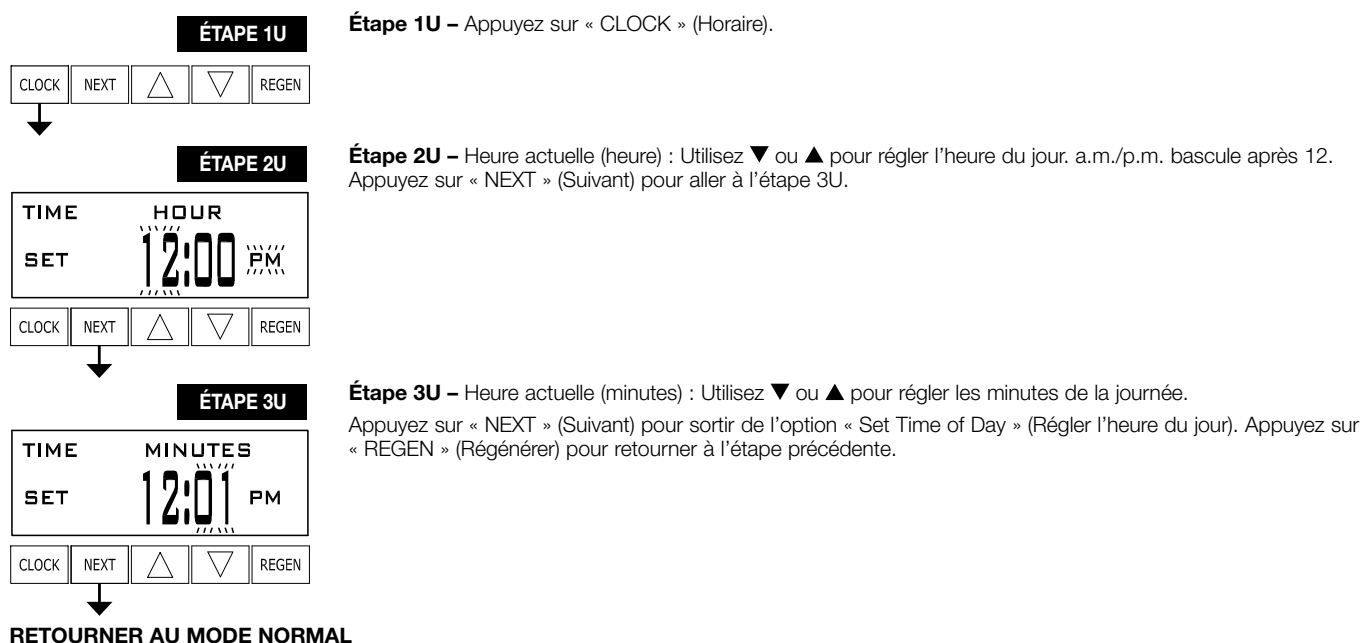 ÉTAPE 1U
Étape 1U – Appuyez sur « CLOCK » (Horaire).
CLOCK NEXT △ ▽ REGEN
ÉTAPE 2U
Étape 2U – Heure actuelle (heure) : Utilisez ▼ ou ▲ pour régler l’heure du jour. a.m./p.m. bascule après 12.
Appuyez sur « NEXT » (Suivant) pour aller à l’étape 3U.
TIME HOUR
SET 12:00 PM
CLOCK NEXT △ ▽ REGEN
ÉTAPE 3U
Étape 3U – Heure actuelle (minutes) : Utilisez ▼ ou ▲ pour régler les minutes de la journée.
Appuyez sur « NEXT » (Suivant) pour sortir de l’option « Set Time of Day » (Régler l’heure du jour). Appuyez sur
« REGEN » (Régénérer) pour retourner à l’étape précédente.
TIME MINUTES
SET 12:01 PM
CLOCK NEXT △ ▽ REGEN
RETOURNER AU MODE NORMAL